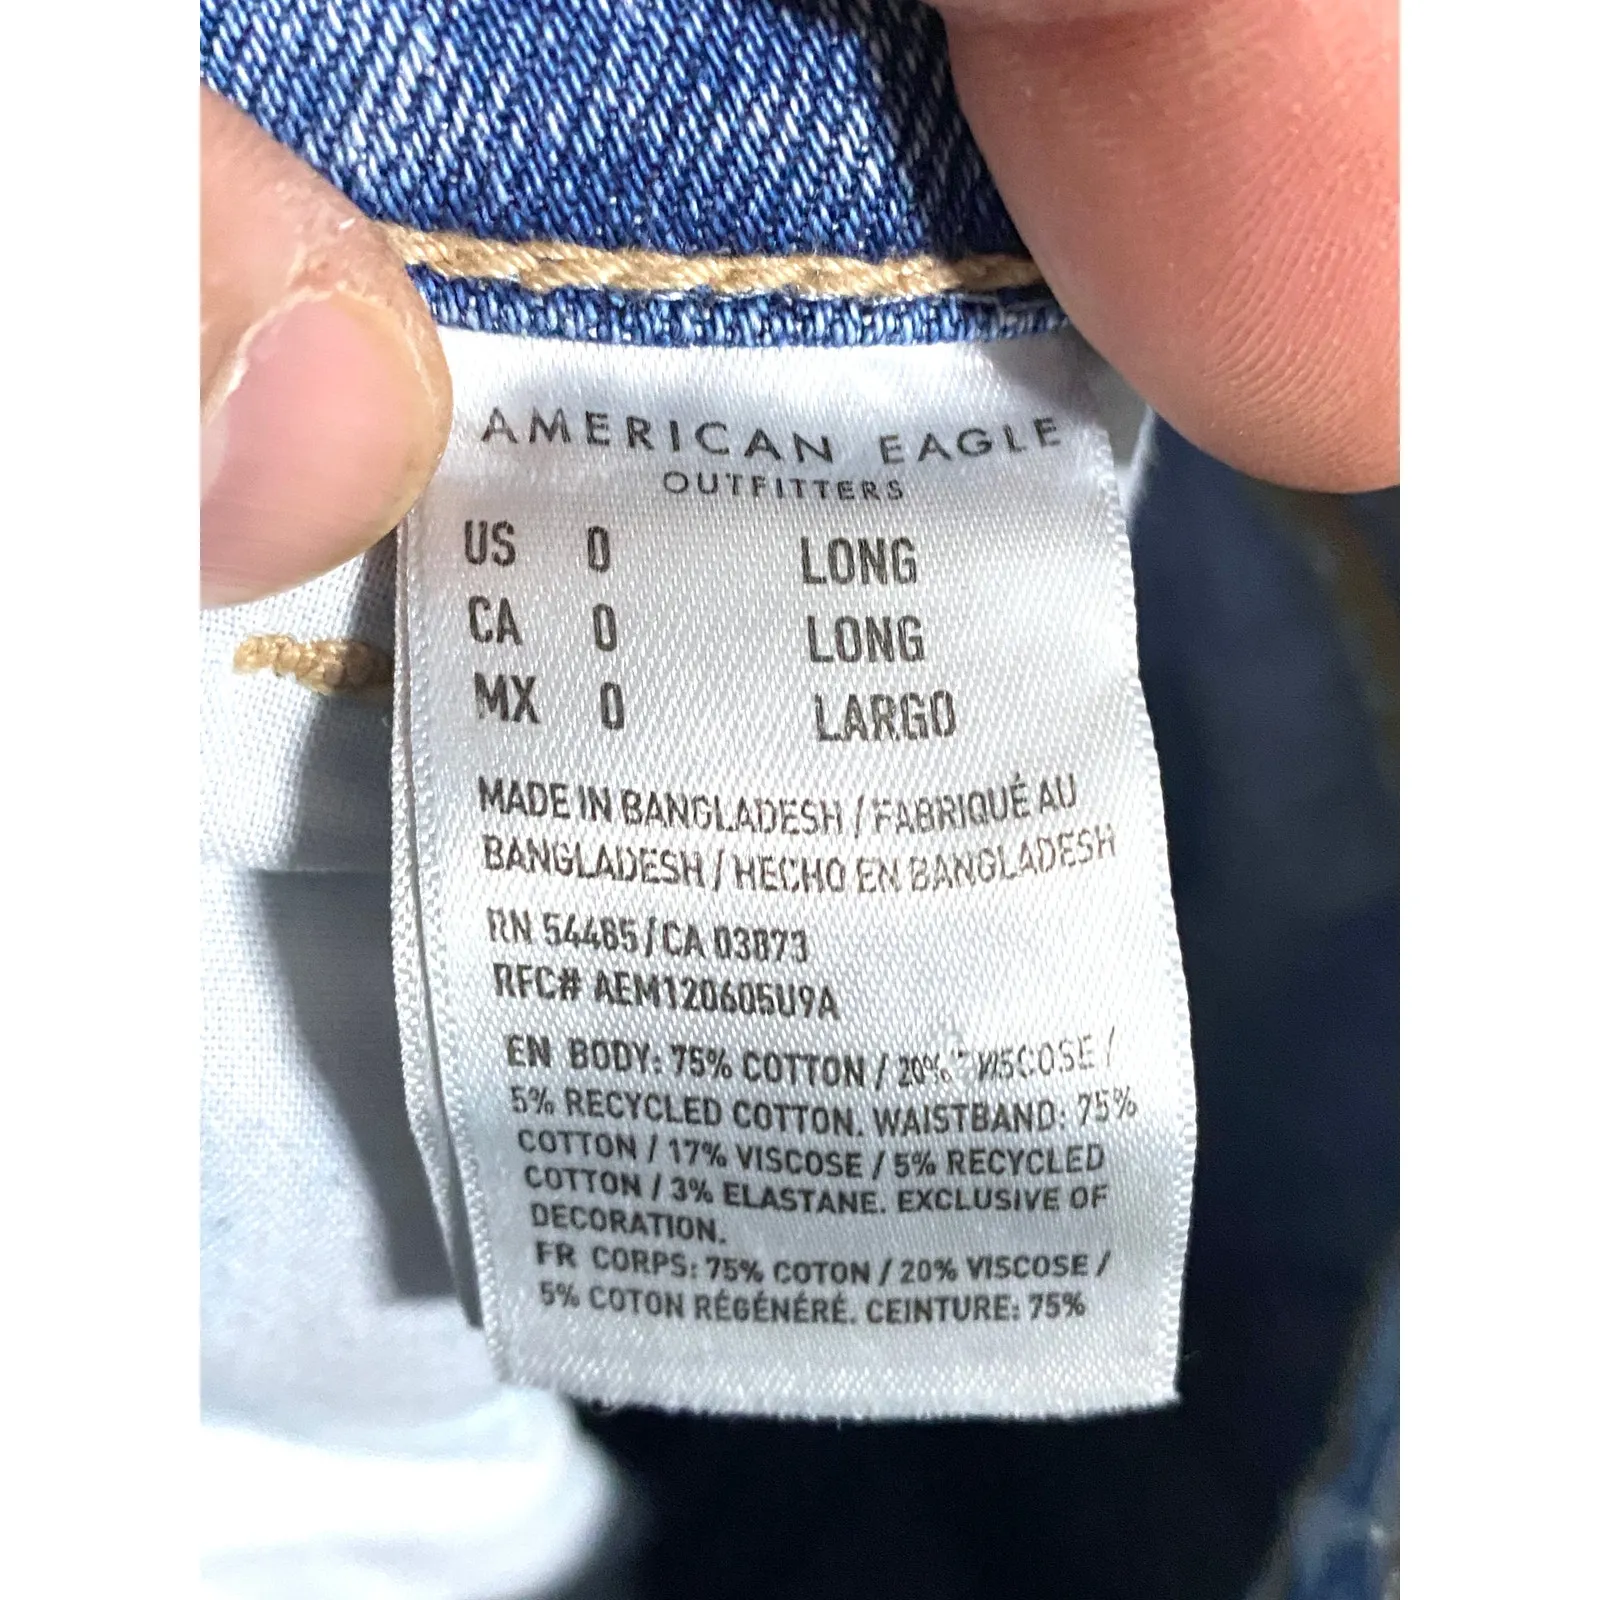 AMERICAN EAGLE
OUTFITTERS
US 0 LONG
CA 0 LONG
MX 0 LARGO
MADE IN BANGLADESH / FABRIQUÉ AU
BANGLADESH / HECHO EN BANGLADESH
RN 54485 / CA 03873
RFC# AEM120605U9A
EN BODY: 75% COTTON / 20% VISCOSE /
5% RECYCLED COTTON. WAISTBAND: 75%
COTTON / 17% VISCOSE / 5% RECYCLED
COTTON / 3% ELASTANE. EXCLUSIVE OF
DECORATION.
FR CORPS: 75% COTON / 20% VISCOSE /
5% COTON RÉGÉNÉRÉ. CEINTURE: 75%